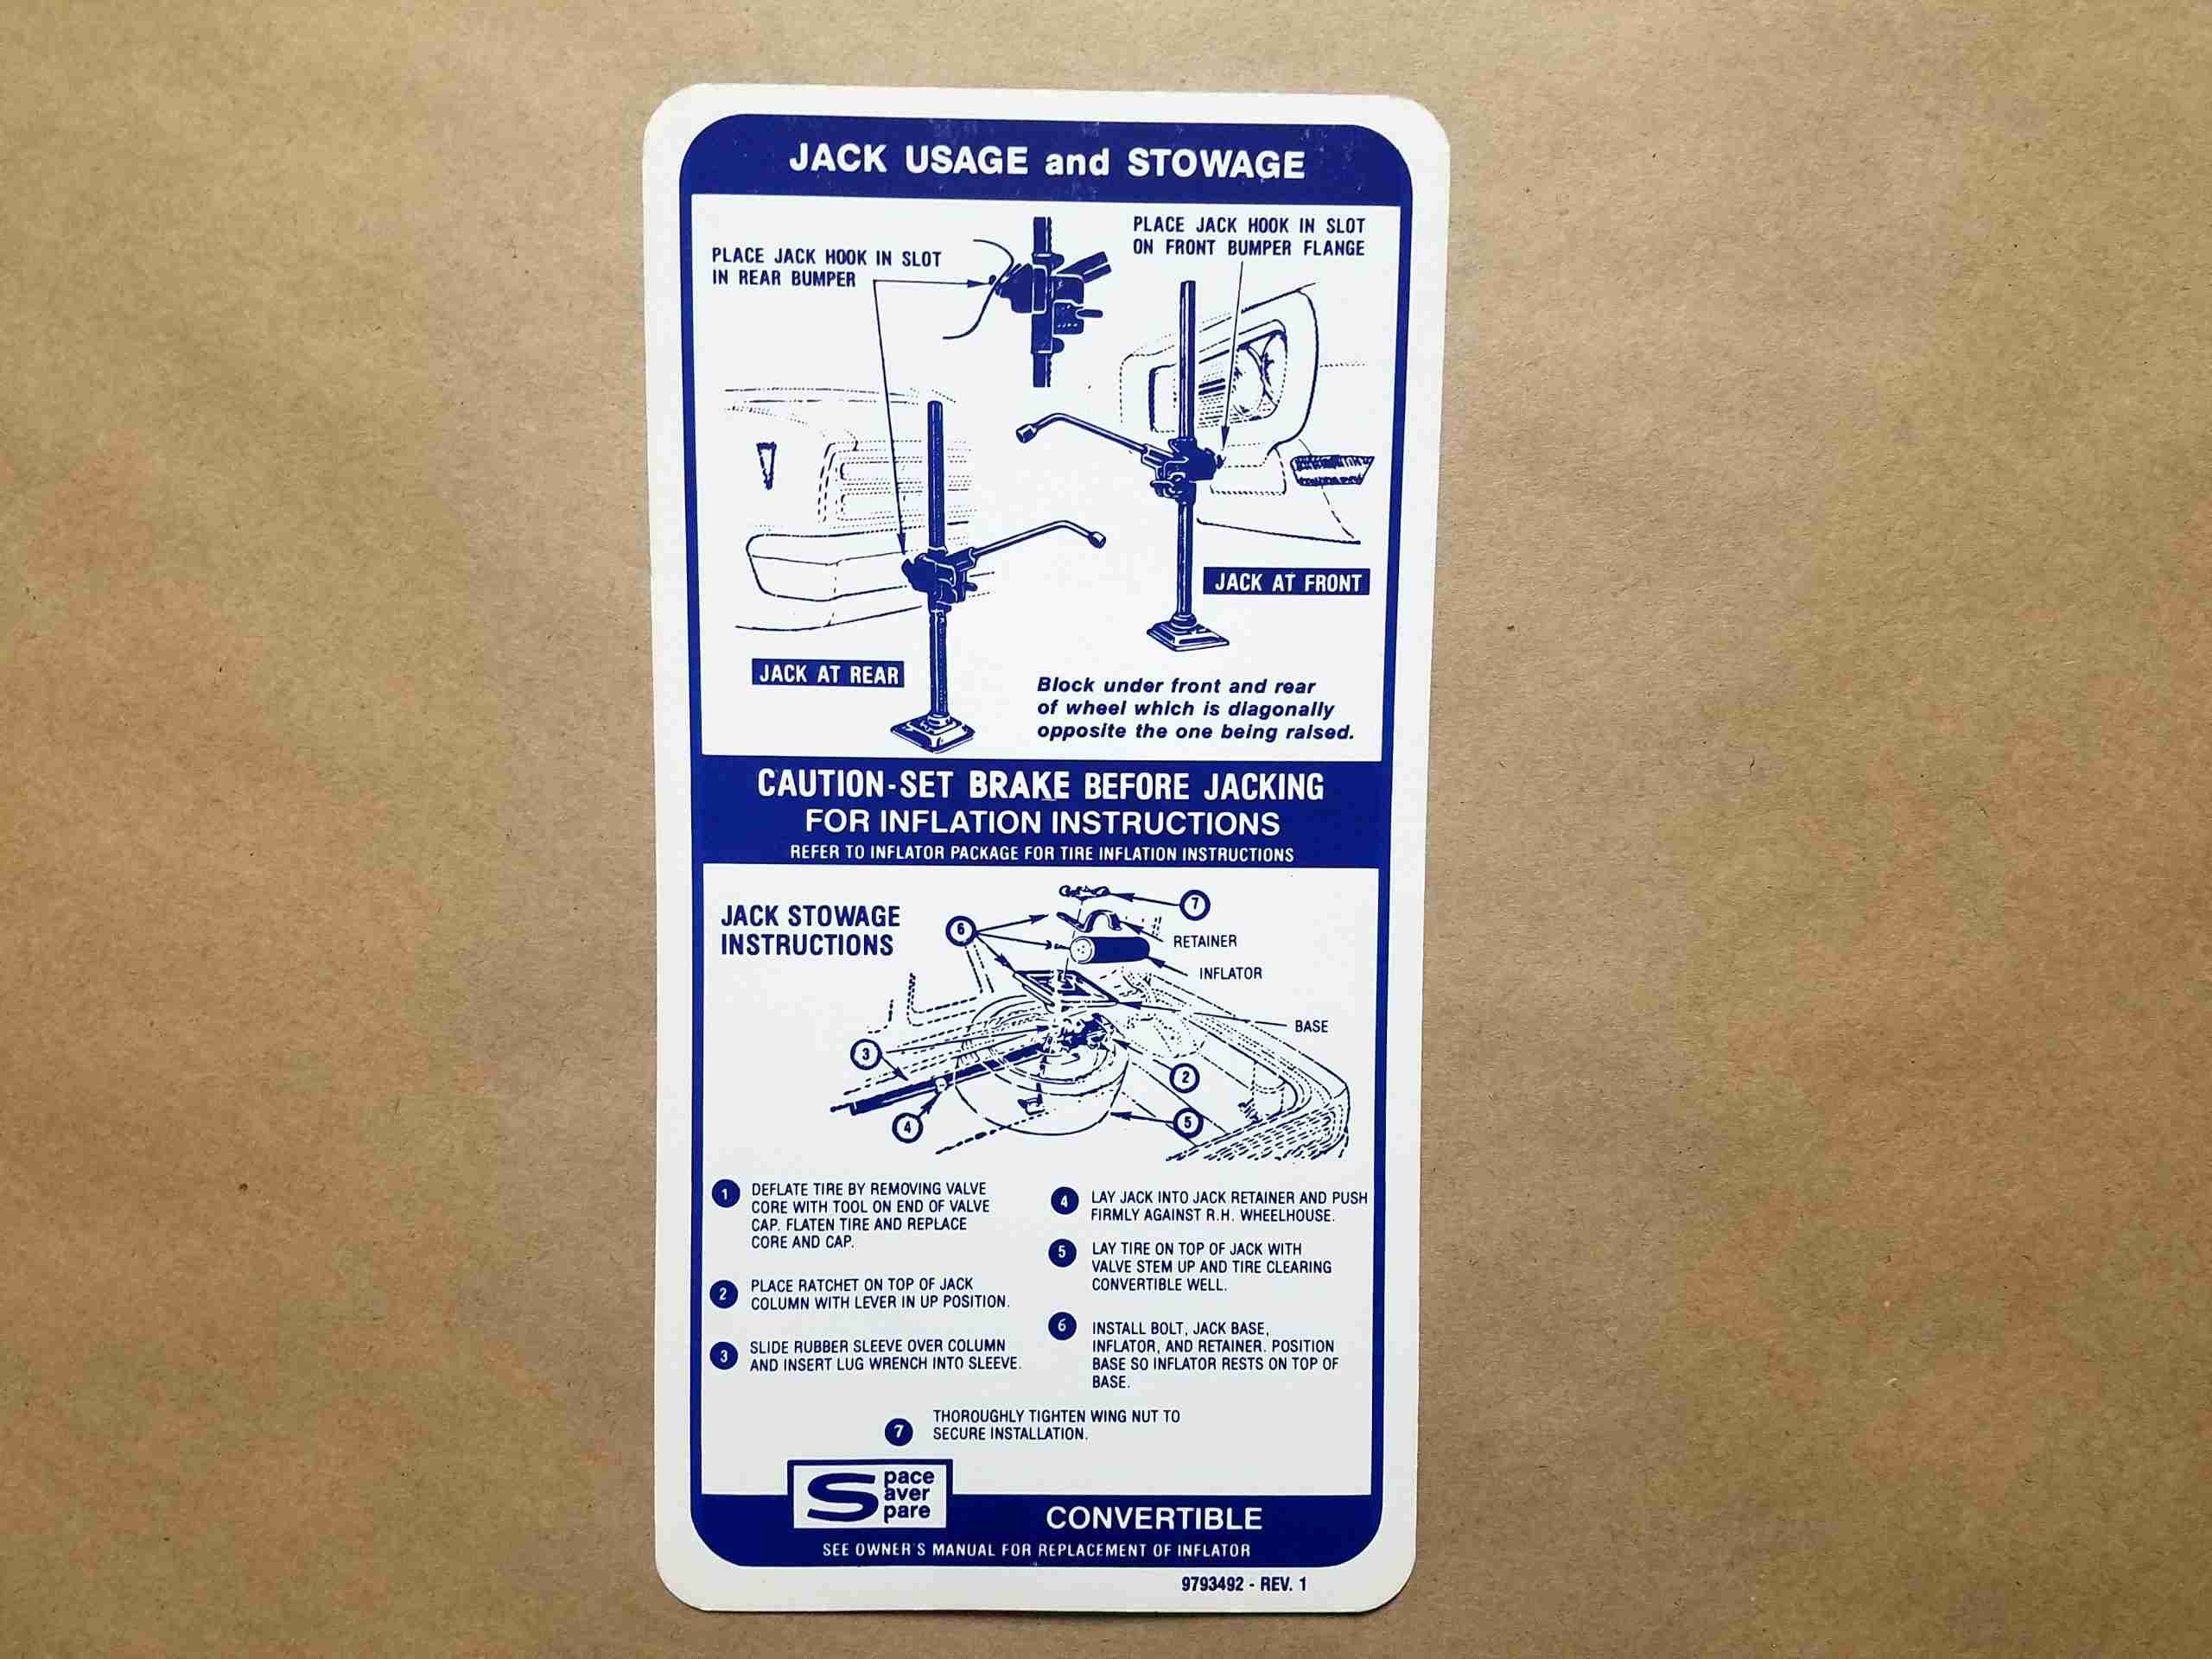 JACK USAGE and STOWAGE
PLACE JACK HOOK IN SLOT
IN REAR BUMPER
PLACE JACK HOOK IN SLOT
ON FRONT BUMPER FLANGE
JACK AT FRONT
JACK AT REAR
Block under front and rear
of wheel which is diagonally
opposite the one being raised.
CAUTION-SET BRAKE BEFORE JACKING
FOR INFLATION INSTRUCTIONS
REFER TO INFLATOR PACKAGE FOR TIRE INFLATION INSTRUCTIONS
JACK STOWAGE
INSTRUCTIONS
7
6
RETAINER
INFLATOR
BASE
3
2
4
5
1 DEFLATE TIRE BY REMOVING VALVE
CORE WITH TOOL ON END OF VALVE
CAP. FLATEN TIRE AND REPLACE
CORE AND CAP.
2 PLACE RATCHET ON TOP OF JACK
COLUMN WITH LEVER IN UP POSITION.
3 SLIDE RUBBER SLEEVE OVER COLUMN
AND INSERT LUG WRENCH INTO SLEEVE.
4 LAY JACK INTO JACK RETAINER AND PUSH
FIRMLY AGAINST R.H. WHEELHOUSE.
5 LAY TIRE ON TOP OF JACK WITH
VALVE STEM UP AND TIRE CLEARING
CONVERTIBLE WELL.
6 INSTALL BOLT, JACK BASE,
INFLATOR, AND RETAINER. POSITION
BASE SO INFLATOR RESTS ON TOP OF
BASE.
7 THOROUGHLY TIGHTEN WING NUT TO
SECURE INSTALLATION.
Space
aver
pare
CONVERTIBLE
SEE OWNER'S MANUAL FOR REPLACEMENT OF INFLATOR
9793492 - REV. 1